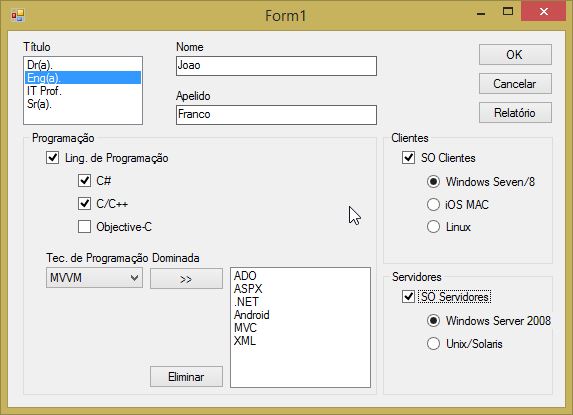 Form1
Título
Dr(a).
Eng(a).
IT Prof.
Sr(a).
Nome
Joao
Apelido
Franco
OK
Cancelar
Relatório
Programação
Ling. de Programação
C#
C/C++
Objective-C
Tec. de Programação Dominada
MVVM
>>
ADO
ASPX
.NET
Android
MVC
XML
Eliminar
Clientes
SO Clientes
Windows Seven/8
iOS MAC
Linux
Servidores
SO Servidores
Windows Server 2008
Unix/Solaris